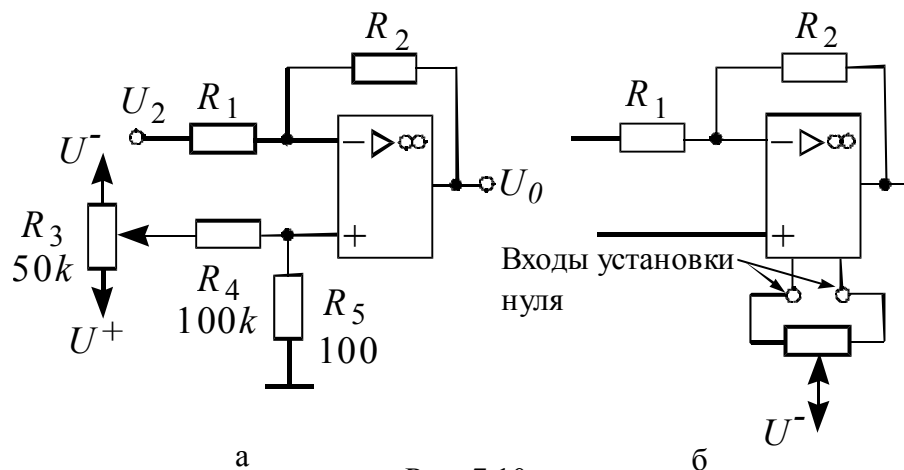 R2
R1
U2
U-
∞
−
U0
R3
50k
+
R4
100k
R5
100
U+
а
R2
R1
∞
−
+
Входы установки
нуля
U-
б